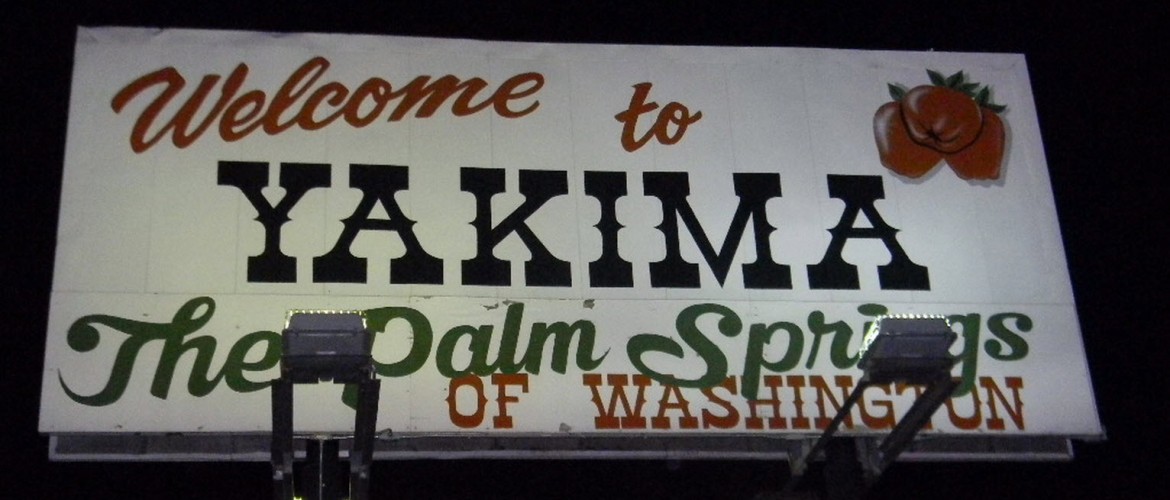 Welcome to
YAKIMA
The Palm Springs
OF WASHINGTON